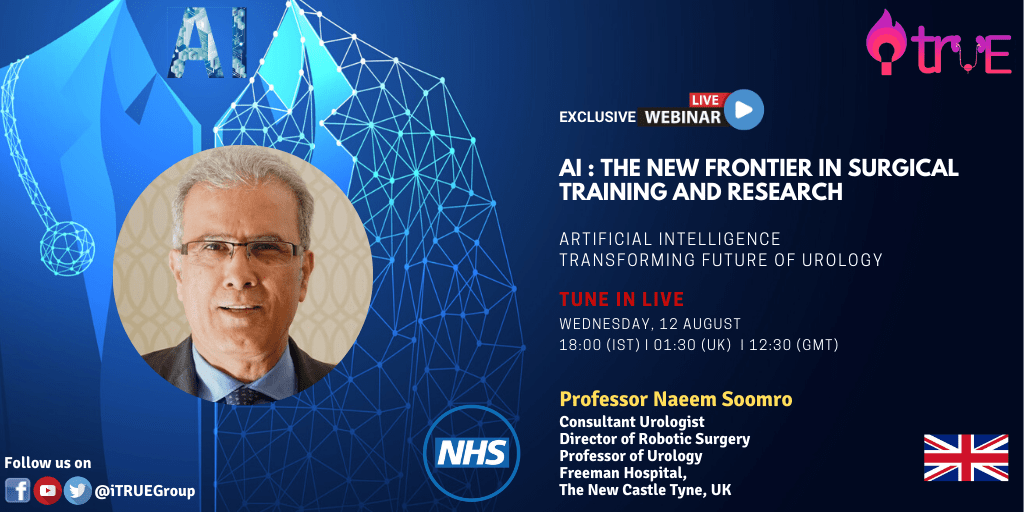 AI
trUE
EXCLUSIVE LIVE WEBINAR
AI : THE NEW FRONTIER IN SURGICAL
TRAINING AND RESEARCH
ARTIFICIAL INTELLIGENCE
TRANSFORMING FUTURE OF UROLOGY
TUNE IN LIVE
WEDNESDAY, 12 AUGUST
18:00 (IST) I 01:30 (UK) I 12:30 (GMT)
Professor Naeem Soomro
Consultant Urologist
Director of Robotic Surgery
Professor of Urology
Freeman Hospital,
The New Castle Tyne, UK
NHS
Follow us on
@iTRUEGroup